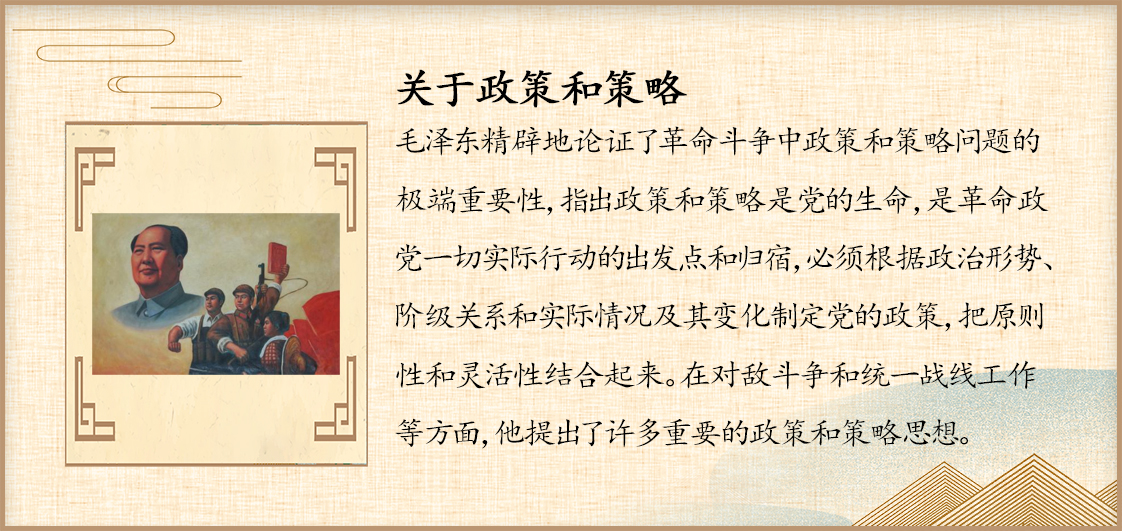 关于政策和策略
毛泽东精辟地论证了革命斗争中政策和策略问题的
极端重要性，指出政策和策略是党的生命，是革命政
党一切实际行动的出发点和归宿，必须根据政治形势、
阶级关系和实际情况及其变化制定党的政策，把原则
性和灵活性结合起来。在对敌斗争和统一战线工作
等方面，他提出了许多重要的政策和策略思想。